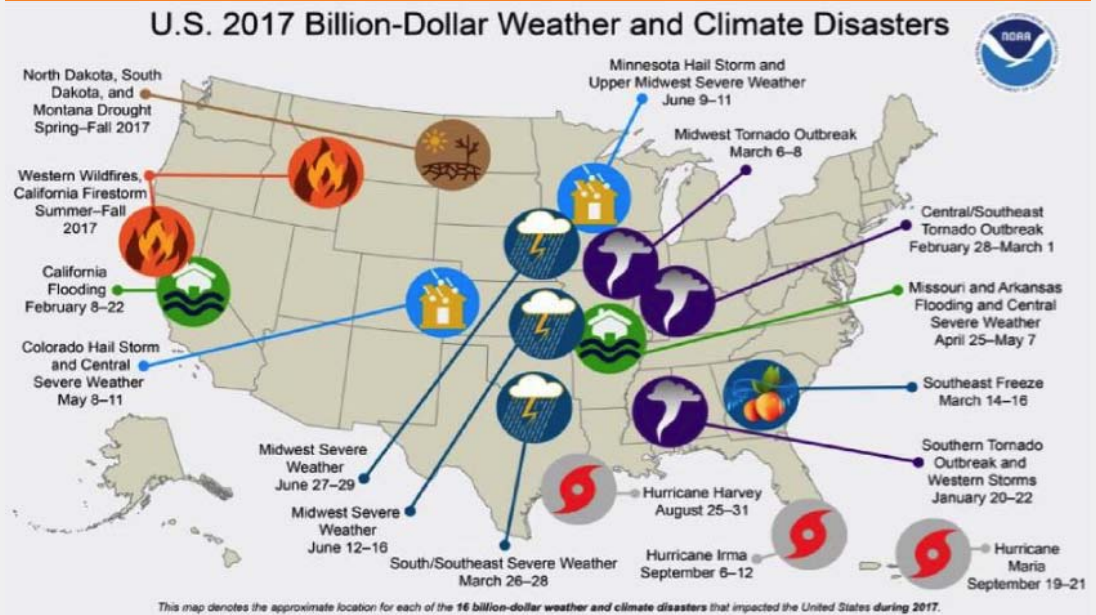 U.S. 2017 Billion-Dollar Weather and Climate Disasters
NOAA
North Dakota, South
Dakota, and
Montana Drought
Spring–Fall 2017
Minnesota Hail Storm and
Upper Midwest Severe Weather
June 9–11
Midwest Tornado Outbreak
March 6–8
Western Wildfires,
California Firestorm
Summer–Fall
2017
Central/Southeast
Tornado Outbreak
February 28–March 1
California
Flooding
February 8–22
Missouri and Arkansas
Flooding and Central
Severe Weather
April 25–May 7
Colorado Hail Storm
and Central
Severe Weather
May 8–11
Southeast Freeze
March 14–16
Midwest Severe
Weather
June 27–29
Southern Tornado
Outbreak and
Western Storms
January 20–22
Midwest Severe
Weather
June 12–16
Hurricane Harvey
August 25–31
South/Southeast Severe Weather
March 26–28
Hurricane Irma
September 6–12
Hurricane
Maria
September 19–21
This map denotes the approximate location for each of the 16 billion-dollar weather and climate disasters that impacted the United States during 2017.